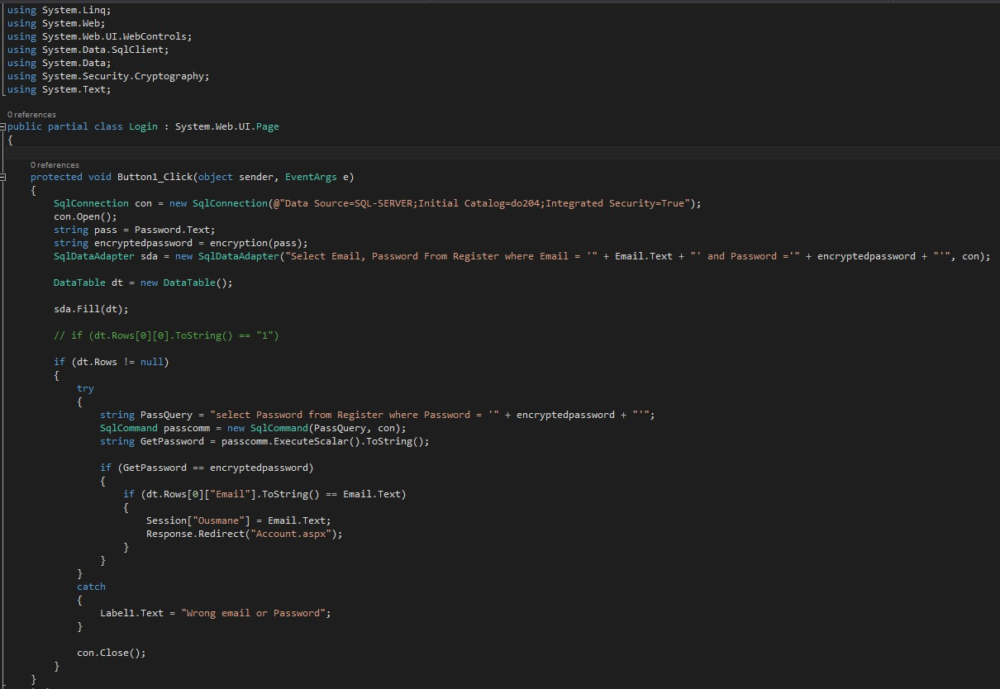 using System.Linq;
using System.Web;
using System.Web.UI.WebControls;
using System.Data.SqlClient;
using System.Data;
using System.Security.Cryptography;
using System.Text;
0 references
public partial class Login : System.Web.UI.Page
{
0 references
protected void Button1_Click(object sender, EventArgs e)
{
SqlConnection con = new SqlConnection(@"Data Source=SQL-SERVER;Initial Catalog=do204;Integrated Security=True");
con.Open();
string pass = Password.Text;
string encryptedpassword = encryption(pass);
SqlDataAdapter sda = new SqlDataAdapter("Select Email, Password From Register where Email = '" + Email.Text + "' and Password ='" + encryptedpassword + "'", con);
DataTable dt = new DataTable();
sda.Fill(dt);
// if (dt.Rows[0][0].ToString() == "1")
if (dt.Rows != null)
{
try
{
string PassQuery = "select Password from Register where Password = '" + encryptedpassword + "'";
SqlCommand passcomm = new SqlCommand(PassQuery, con);
string GetPassword = passcomm.ExecuteScalar().ToString();
if (GetPassword == encryptedpassword)
{
if (dt.Rows[0]["Email"].ToString() == Email.Text)
{
Session["Ousmane"] = Email.Text;
Response.Redirect("Account.aspx");
}
}
}
catch
{
Label1.Text = "Wrong email or Password";
}
con.Close();
}
}